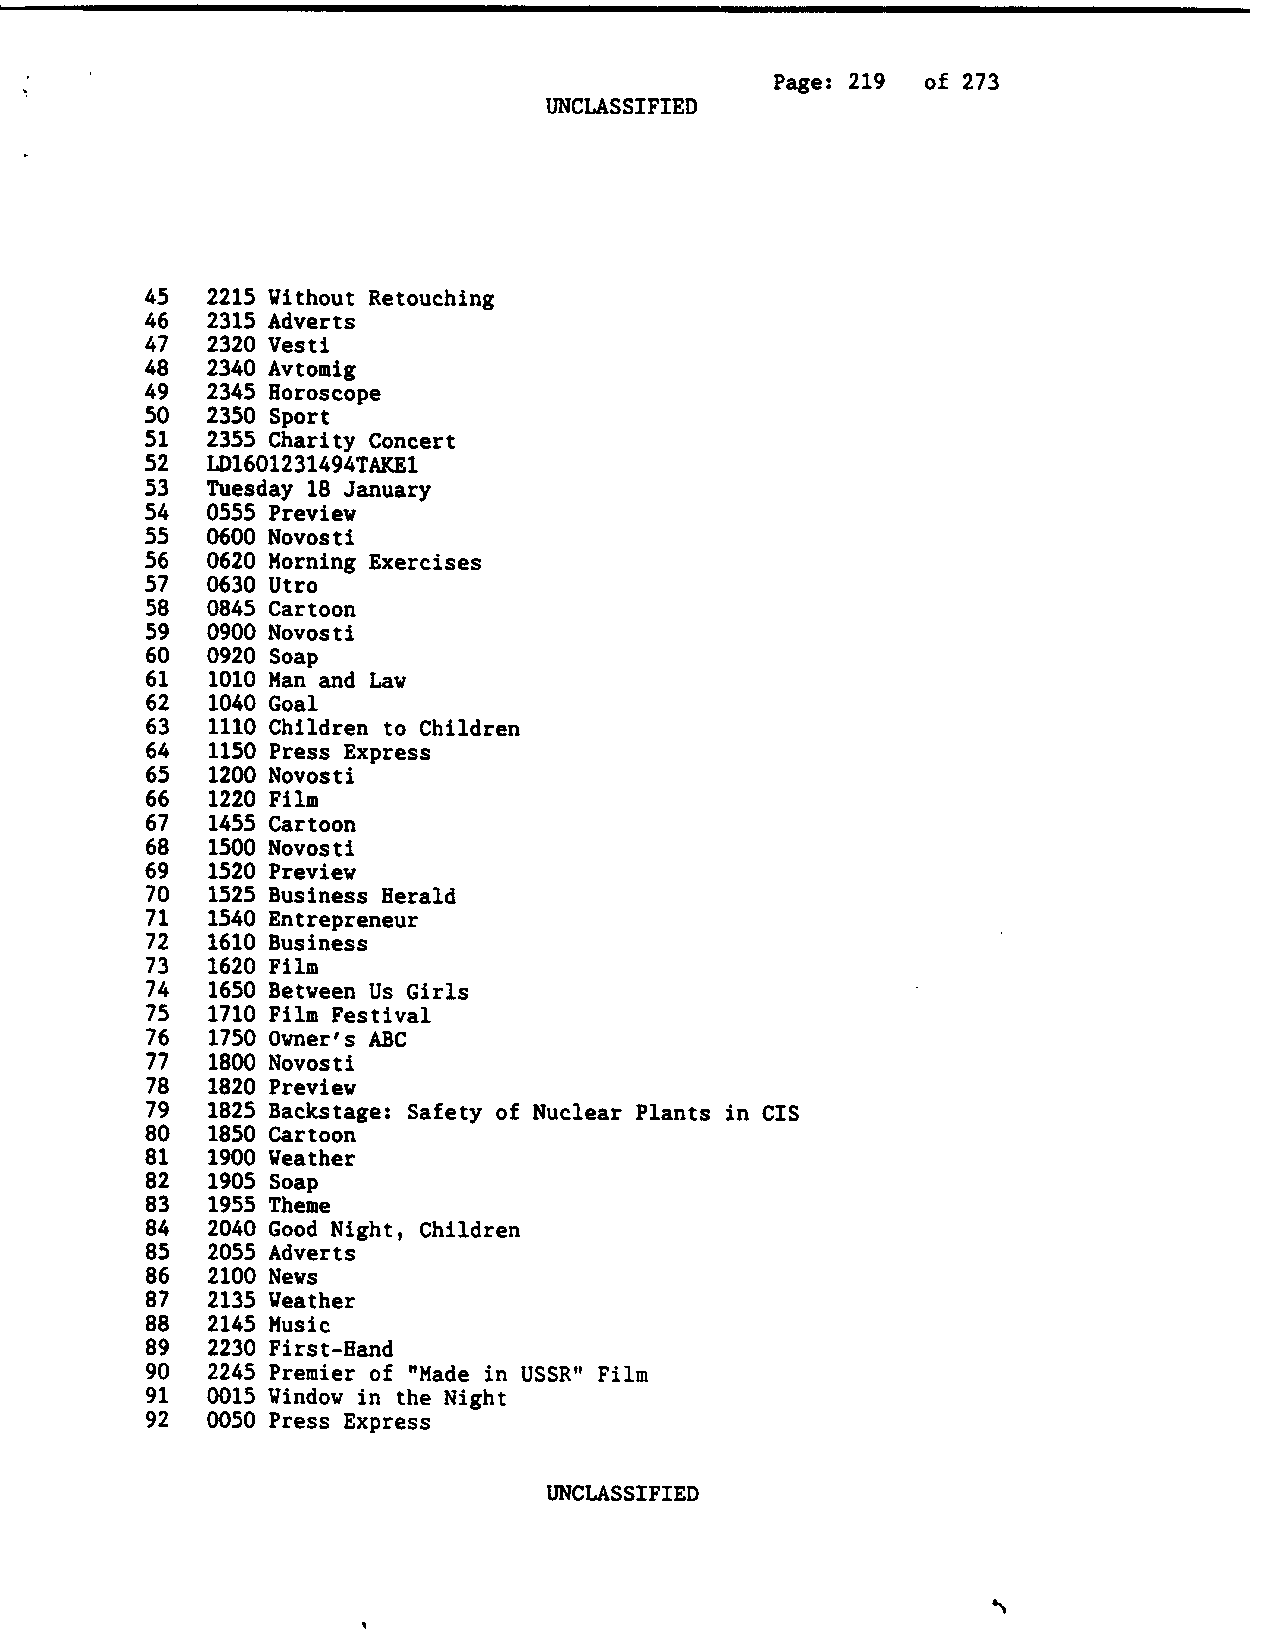 Page: 219 of 273
UNCLASSIFIED
45 2215 Without Retouching
46 2315 Adverts
47 2320 Vesti
48 2340 Avtomig
49 2345 Horoscope
50 2350 Sport
51 2355 Charity Concert
52 LD1601231494TAKE1
53 Tuesday 18 January
54 0555 Preview
55 0600 Novosti
56 0620 Morning Exercises
57 0630 Utro
58 0845 Cartoon
59 0900 Novosti
60 0920 Soap
61 1010 Man and Law
62 1040 Goal
63 1110 Children to Children
64 1150 Press Express
65 1200 Novosti
66 1220 Film
67 1455 Cartoon
68 1500 Novosti
69 1520 Preview
70 1525 Business Herald
71 1540 Entrepreneur
72 1610 Business
73 1620 Film
74 1650 Between Us Girls
75 1710 Film Festival
76 1750 Owner's ABC
77 1800 Novosti
78 1820 Preview
79 1825 Backstage: Safety of Nuclear Plants in CIS
80 1850 Cartoon
81 1900 Weather
82 1905 Soap
83 1955 Theme
84 2040 Good Night, Children
85 2055 Adverts
86 2100 News
87 2135 Weather
88 2145 Music
89 2230 First-Hand
90 2245 Premier of "Made in USSR" Film
91 0015 Window in the Night
92 0050 Press Express
UNCLASSIFIED